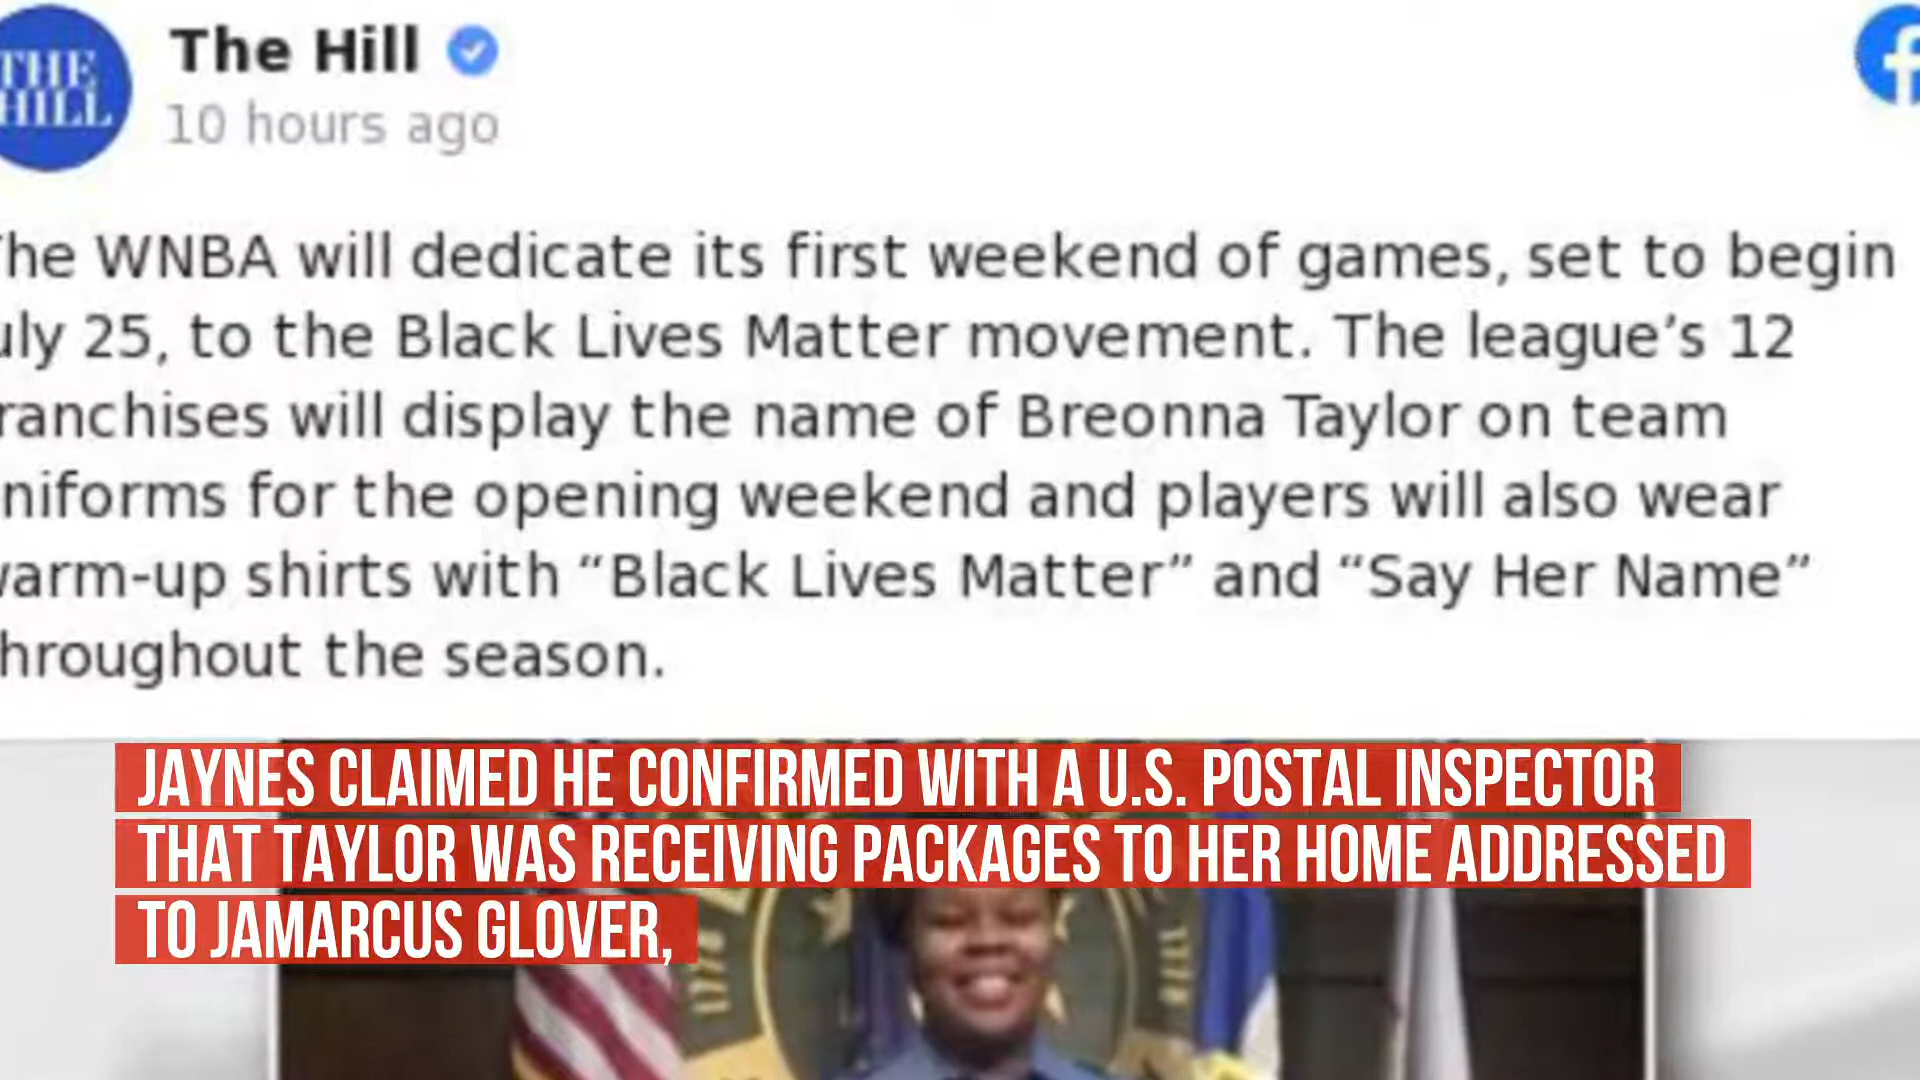 THE
HILL
The Hill
10 hours ago
he WNBA will dedicate its first weekend of games, set to begin
uly 25, to the Black Lives Matter movement. The league’s 12
ranchises will display the name of Breonna Taylor on team
niforms for the opening weekend and players will also wear
arm-up shirts with “Black Lives Matter” and “Say Her Name”
hroughout the season.
JAYNES CLAIMED HE CONFIRMED WITH A U.S. POSTAL INSPECTOR
THAT TAYLOR WAS RECEIVING PACKAGES TO HER HOME ADDRESSED
TO JAMARCUS GLOVER,
1778